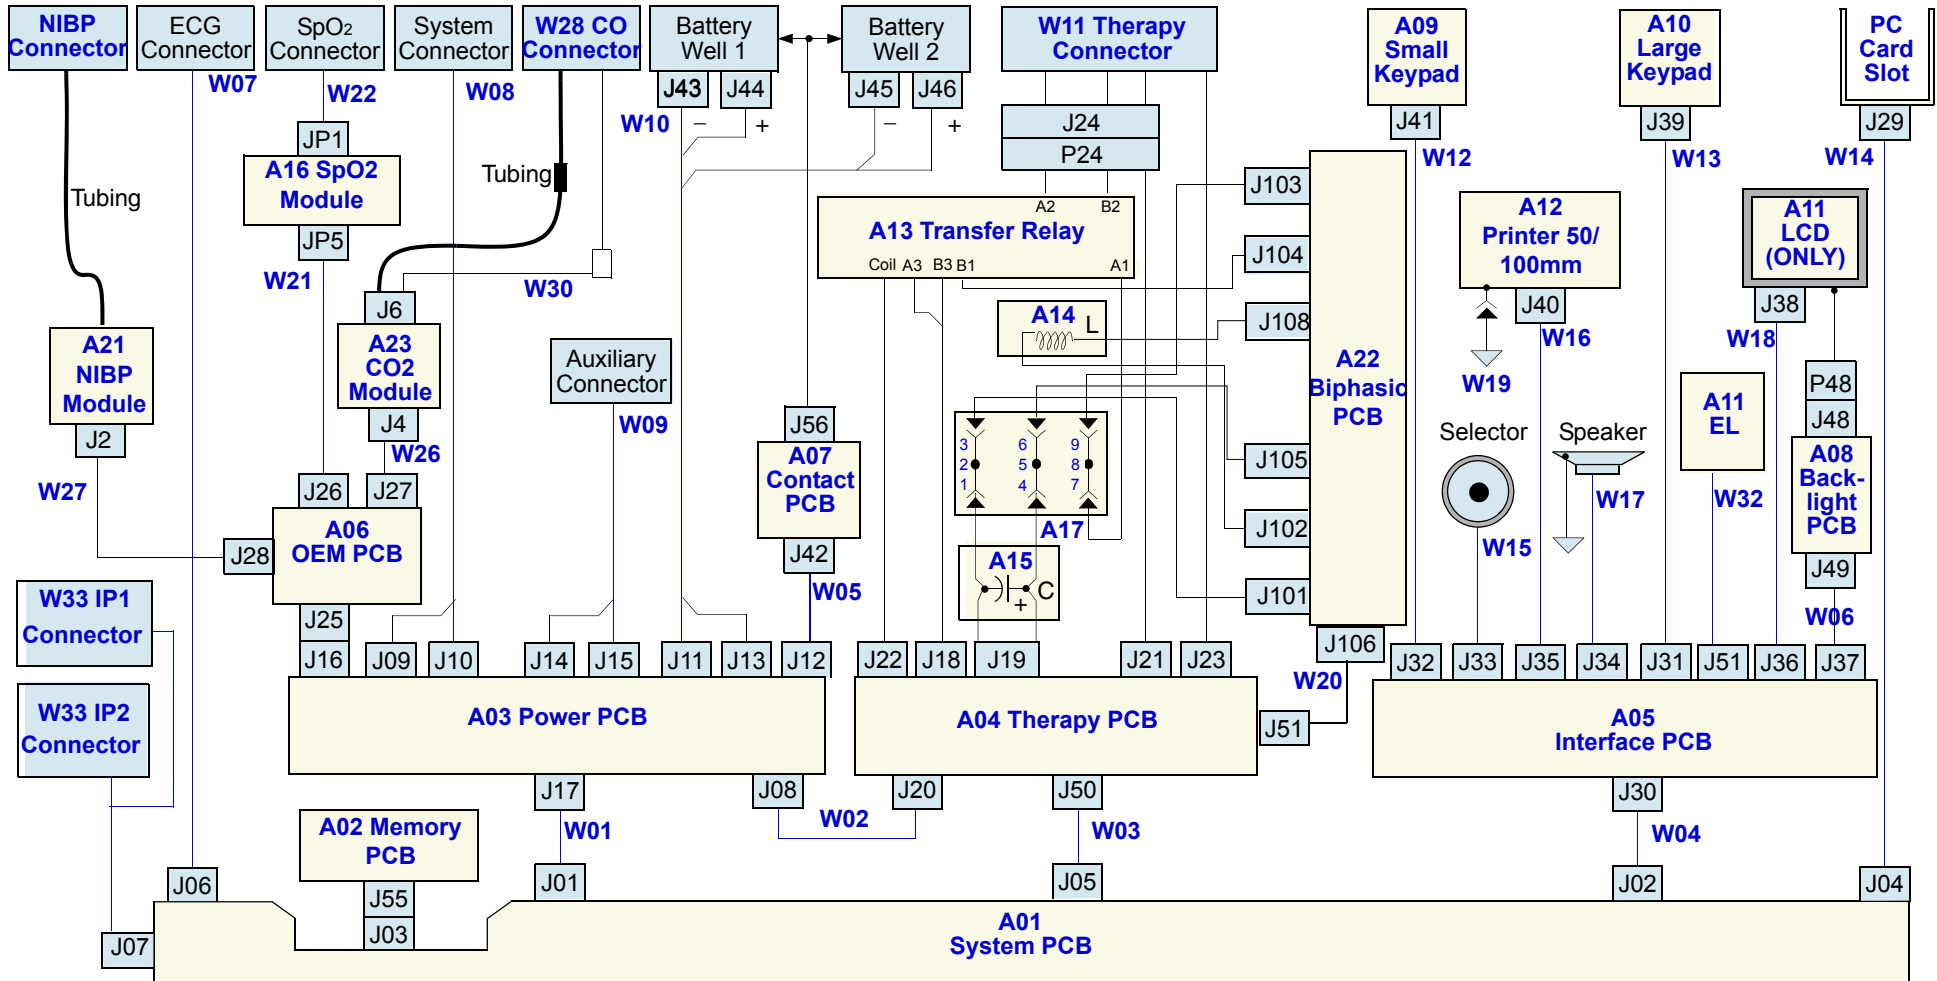 NIBP
Connector
ECG
Connector
SpO2
Connector
System
Connector
W28 CO
Connector
Battery
Well 1
Battery
Well 2
W11 Therapy
Connector
A09
Small
Keypad
A10
Large
Keypad
PC
Card
Slot
W07
W22
W08
J43
J44
J45
J46
W10
–
+
–
+
J24
P24
J41
J39
J29
W12
W13
W14
JP1
A16 SpO2
Module
JP5
W21
Tubing
Tubing
W30
J6
A23
CO2
Module
J4
W26
A21
NIBP
Module
J2
W27
A2
B2
A13 Transfer Relay
Coil
A3
B3
B1
A1
J103
J104
J108
A14
L
A22
Biphasic
PCB
J105
J102
J101
J106
A12
Printer 50/
100mm
J40
W16
W19
A11
LCD
(ONLY)
J38
W18
P48
J48
A08
Back-
light
PCB
J49
W06
A11
EL
W32
Selector
W15
Speaker
W17
Auxiliary
Connector
W09
J56
A07
Contact
PCB
J42
W05
3
2
1
6
5
4
9
8
7
A17
A15
C
+
J26
J27
J28
A06
OEM PCB
J25
W33 IP1
Connector
W33 IP2
Connector
J16
J09
J10
J14
J15
J11
J13
J12
J22
J18
J19
J21
J23
W20
J32
J33
J35
J34
J31
J51
J36
J37
A03 Power PCB
A04 Therapy PCB
J51
A05
Interface PCB
J17
J08
J20
J50
J30
W01
W02
W03
W04
A02 Memory
PCB
J55
J03
J06
J07
J01
J05
J02
J04
A01
System PCB